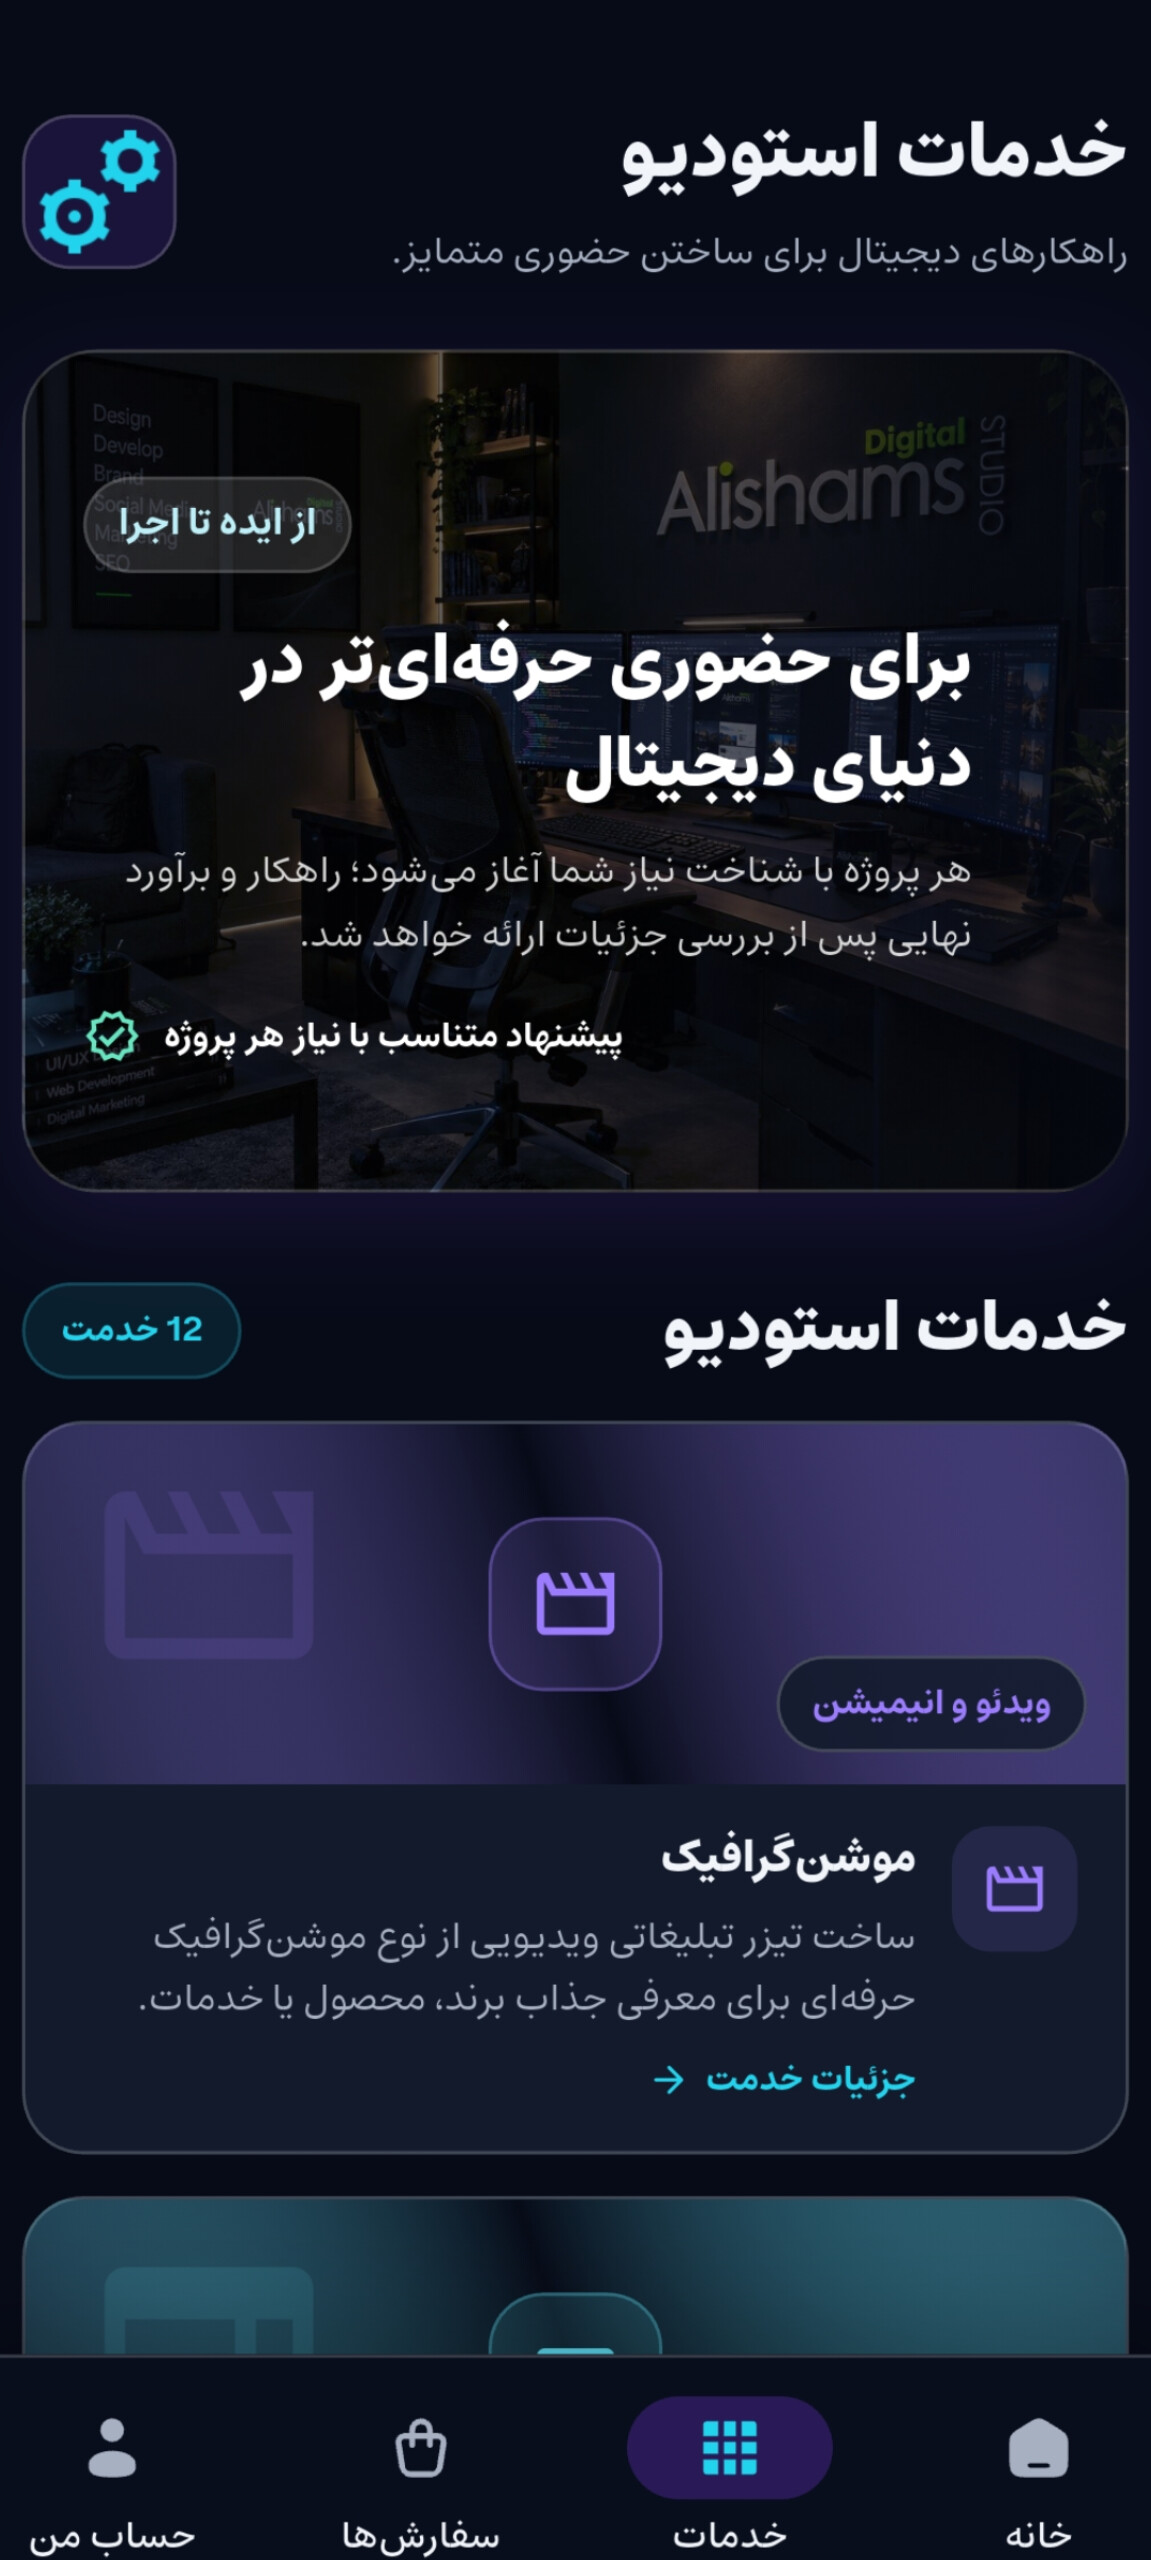 خدمات استودیو
راهکارهای دیجیتال برای ساختن حضوری متمایز.
Design
Develop
Brand
Social Media
Marketing
SEO
Digital
Alishams
STUDIO
از ایده تا اجرا
برای حضوری حرفه‌ای‌تر در
دنیای دیجیتال
هر پروژه با شناخت نیاز شما آغاز می‌شود؛ راهکار و برآورد
نهایی پس از بررسی جزئیات ارائه خواهد شد.
پیشنهاد متناسب با نیاز هر پروژه
UI/UX
Web Development
Digital Marketing
خدمات استودیو
12 خدمت
ویدئو و انیمیشن
موشن‌گرافیک
ساخت تیزر تبلیغاتی ویدیویی از نوع موشن‌گرافیک
حرفه‌ای برای معرفی جذاب برند، محصول یا خدمات.
جزئیات خدمت
خانه
خدمات
سفارش‌ها
حساب من